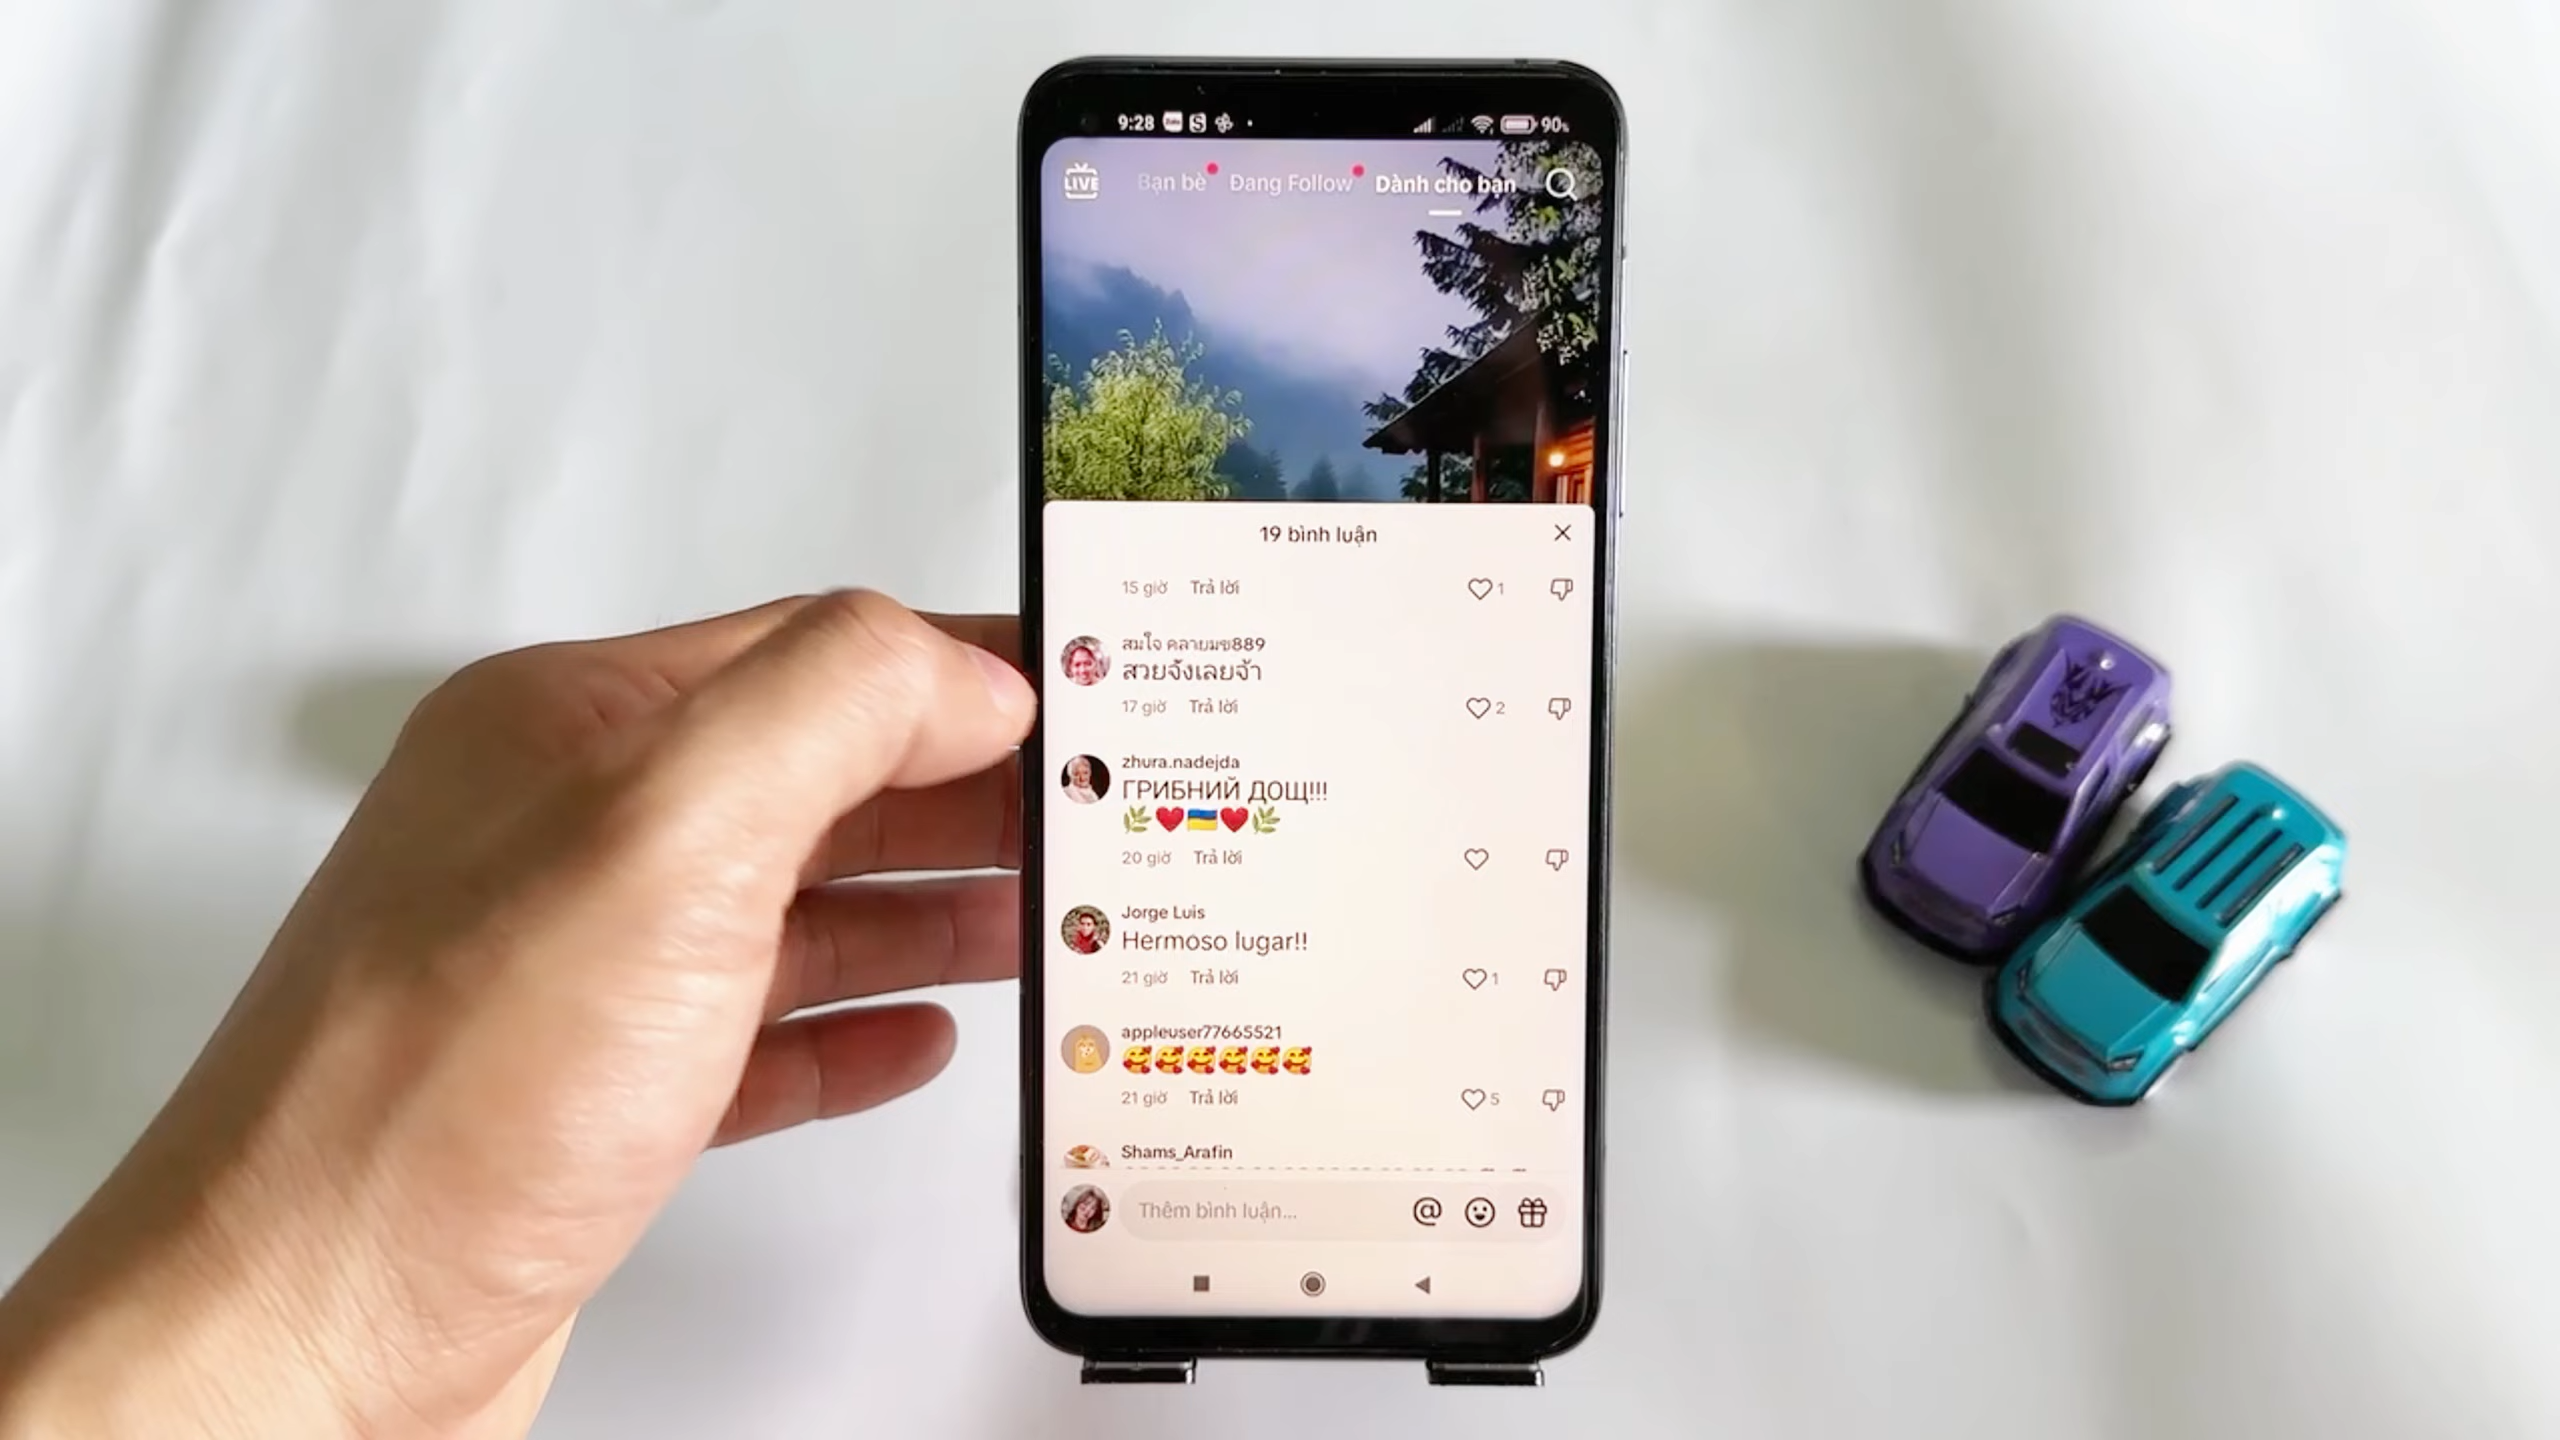 9:28
90%
LIVE Bạn bè Đang Follow Dành cho bạn
19 bình luận
15 giờ Trả lời 1
สมใจ คลายมข889
สวยจังเลยจ้า
17 giờ Trả lời 2
zhura.nadejda
ГРИБНИЙ ДОЩ!!!
🌿❤️🇺🇦❤️🌿
20 giờ Trả lời
Jorge Luis
Hermoso lugar!!
21 giờ Trả lời 1
appleuser77665521
🥰🥰🥰🥰🥰🥰
21 giờ Trả lời 5
Shams_Arafin
Thêm bình luận...